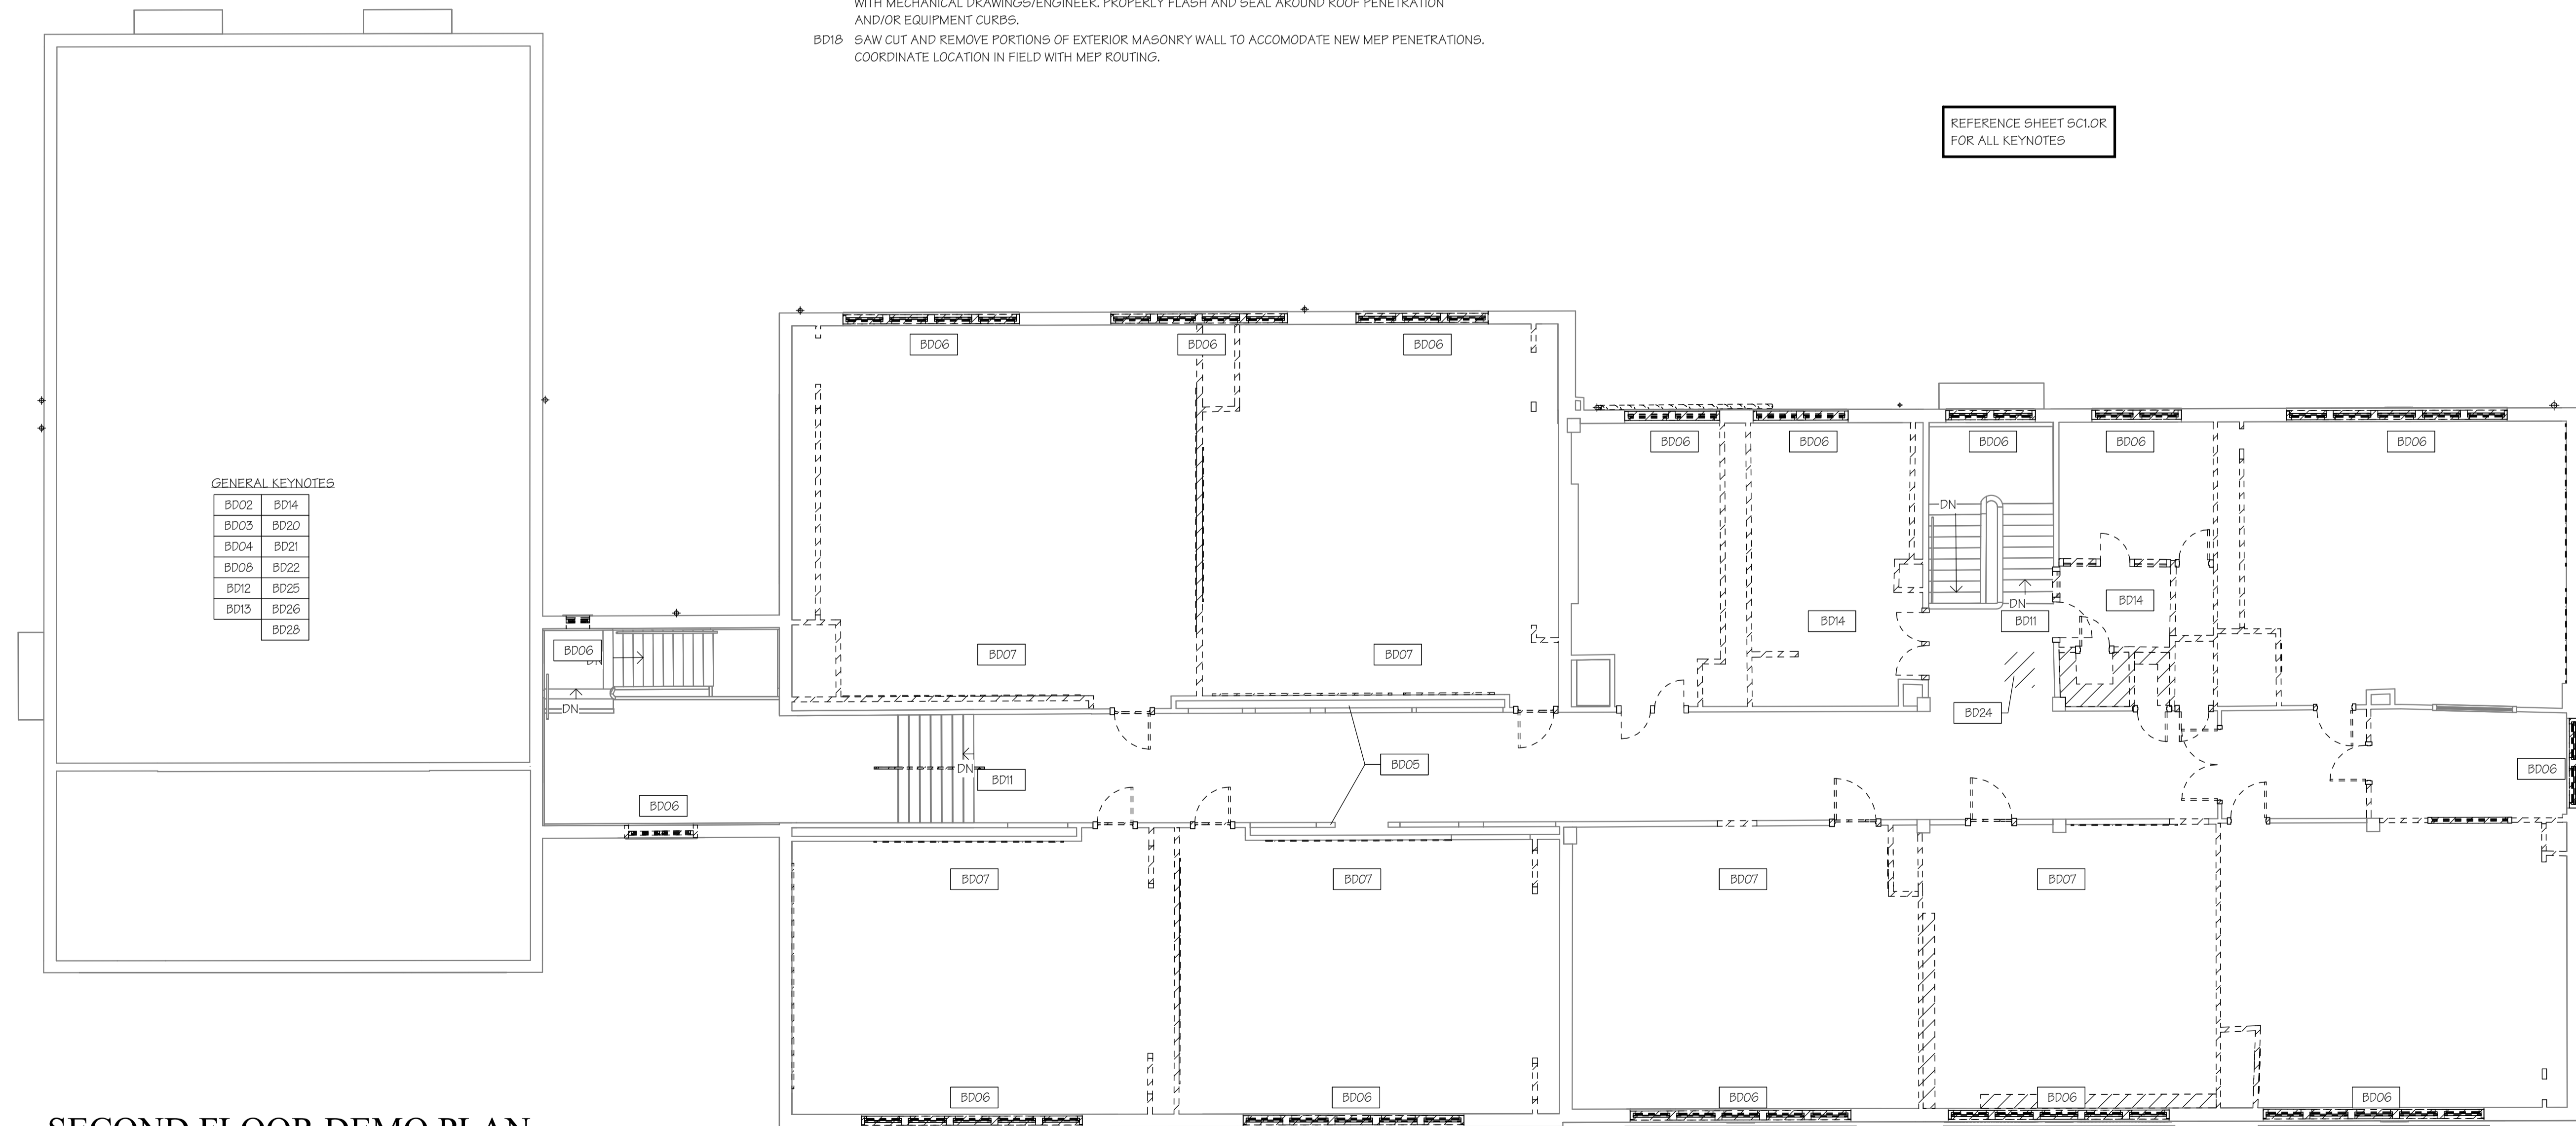 WITH MECHANICAL DRAWINGS/ENGINEER. PROPERLY FLASH AND SEAL AROUND ROOF PENETRATION
AND/OR EQUIPMENT CURBS.
BD18 SAW CUT AND REMOVE PORTIONS OF EXTERIOR MASONRY WALL TO ACCOMODATE NEW MEP PENETRATIONS.
COORDINATE LOCATION IN FIELD WITH MEP ROUTING.
REFERENCE SHEET SC1.OR
FOR ALL KEYNOTES
BD06 BD06 BD06
BD06 BD06 BD06 BD06 BD06
GENERAL KEYNOTES
BD02 BD14
BD03 BD20
BD04 BD21
BD08 BD22
BD12 BD25
BD13 BD26
BD28
DN
DN
BD14
BD14
BD11
BD06
DN
BD07 BD07
DN
BD24
BD05
DN
BD11
BD06
BD06
BD07 BD07 BD07 BD07
BD06 BD06 BD06 BD06 BD06
SECOND FLOOR DEMO PLAN